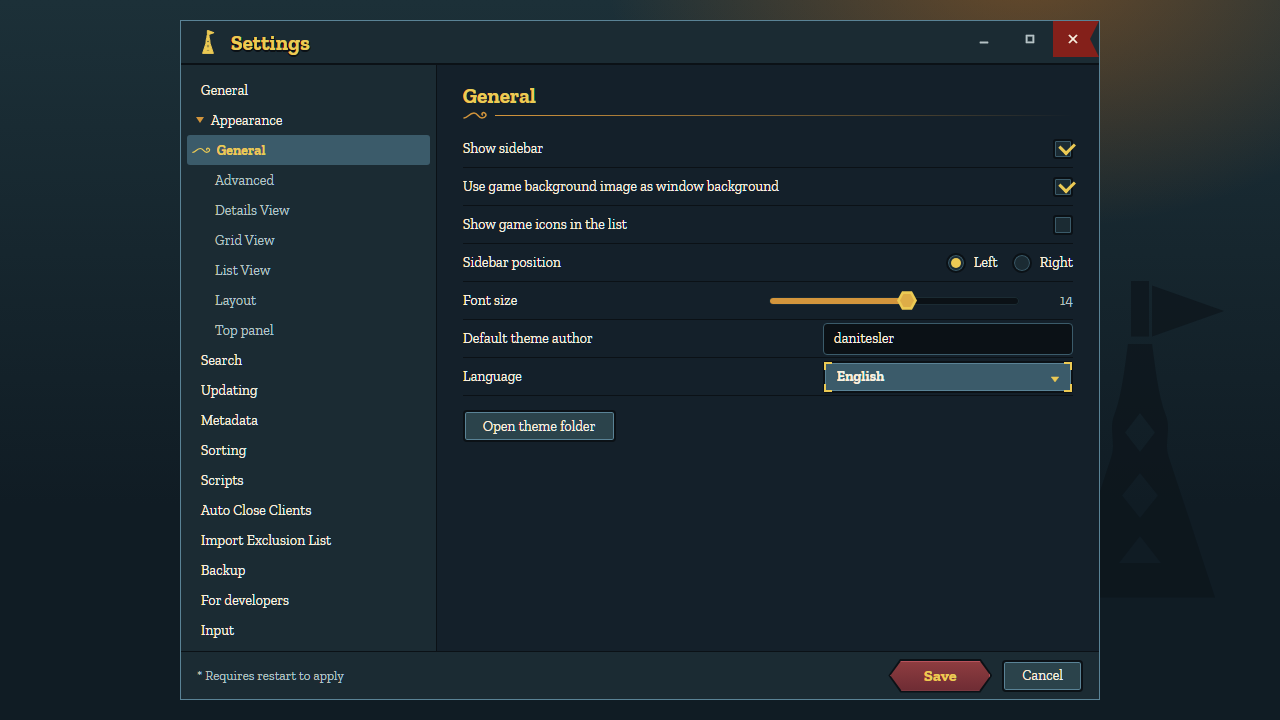 Settings
General
Appearance
General
Advanced
Details View
Grid View
List View
Layout
Top panel
Search
Updating
Metadata
Sorting
Scripts
Auto Close Clients
Import Exclusion List
Backup
For developers
Input
General
Show sidebar
Use game background image as window background
Show game icons in the list
Sidebar position Left Right
Font size 14
Default theme author danitesler
Language English
Open theme folder
* Requires restart to apply Save Cancel